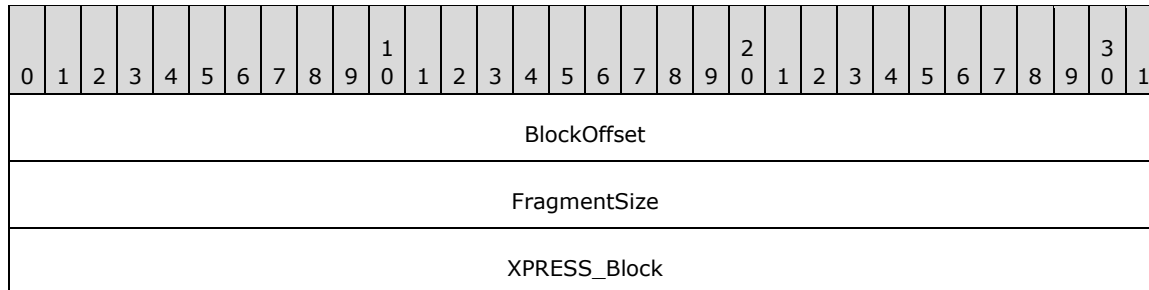 1 2 3
0 1 2 3 4 5 6 7 8 9 0 1 2 3 4 5 6 7 8 9 0 1 2 3 4 5 6 7 8 9 0 1
BlockOffset
FragmentSize
XPRESS_Block